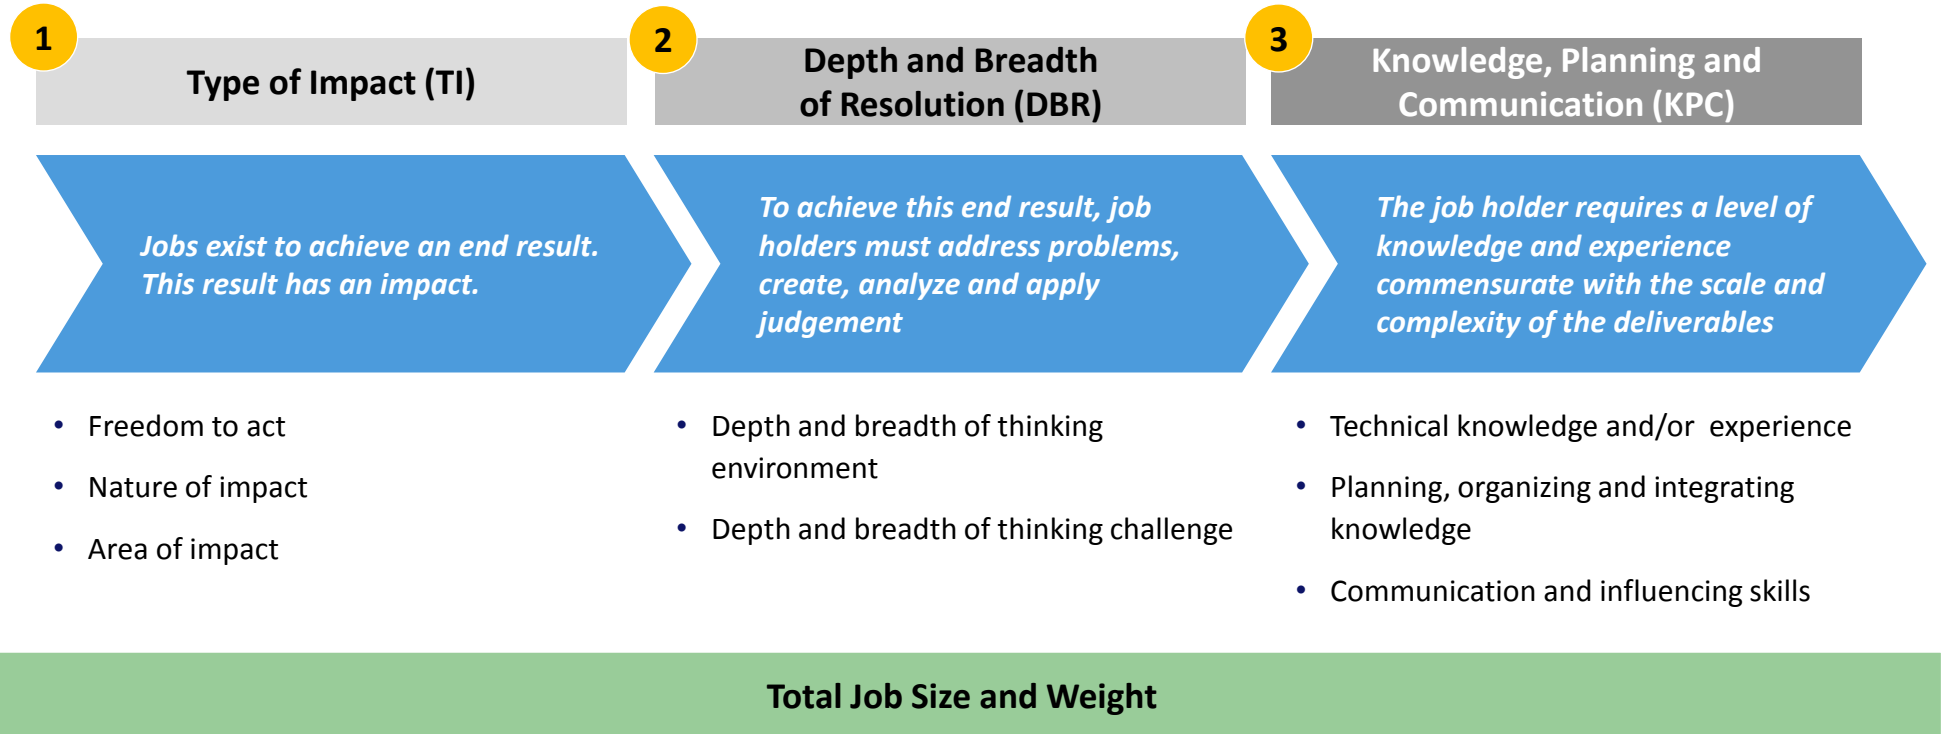 1
Type of Impact (TI)
2
Depth and Breadth
of Resolution (DBR)
3
Knowledge, Planning and
Communication (KPC)
Jobs exist to achieve an end result.
This result has an impact.
To achieve this end result, job
holders must address problems,
create, analyze and apply
judgement
The job holder requires a level of
knowledge and experience
commensurate with the scale and
complexity of the deliverables
• Freedom to act
• Nature of impact
• Area of impact
• Depth and breadth of thinking
environment
• Depth and breadth of thinking challenge
• Technical knowledge and/or experience
• Planning, organizing and integrating
knowledge
• Communication and influencing skills
Total Job Size and Weight